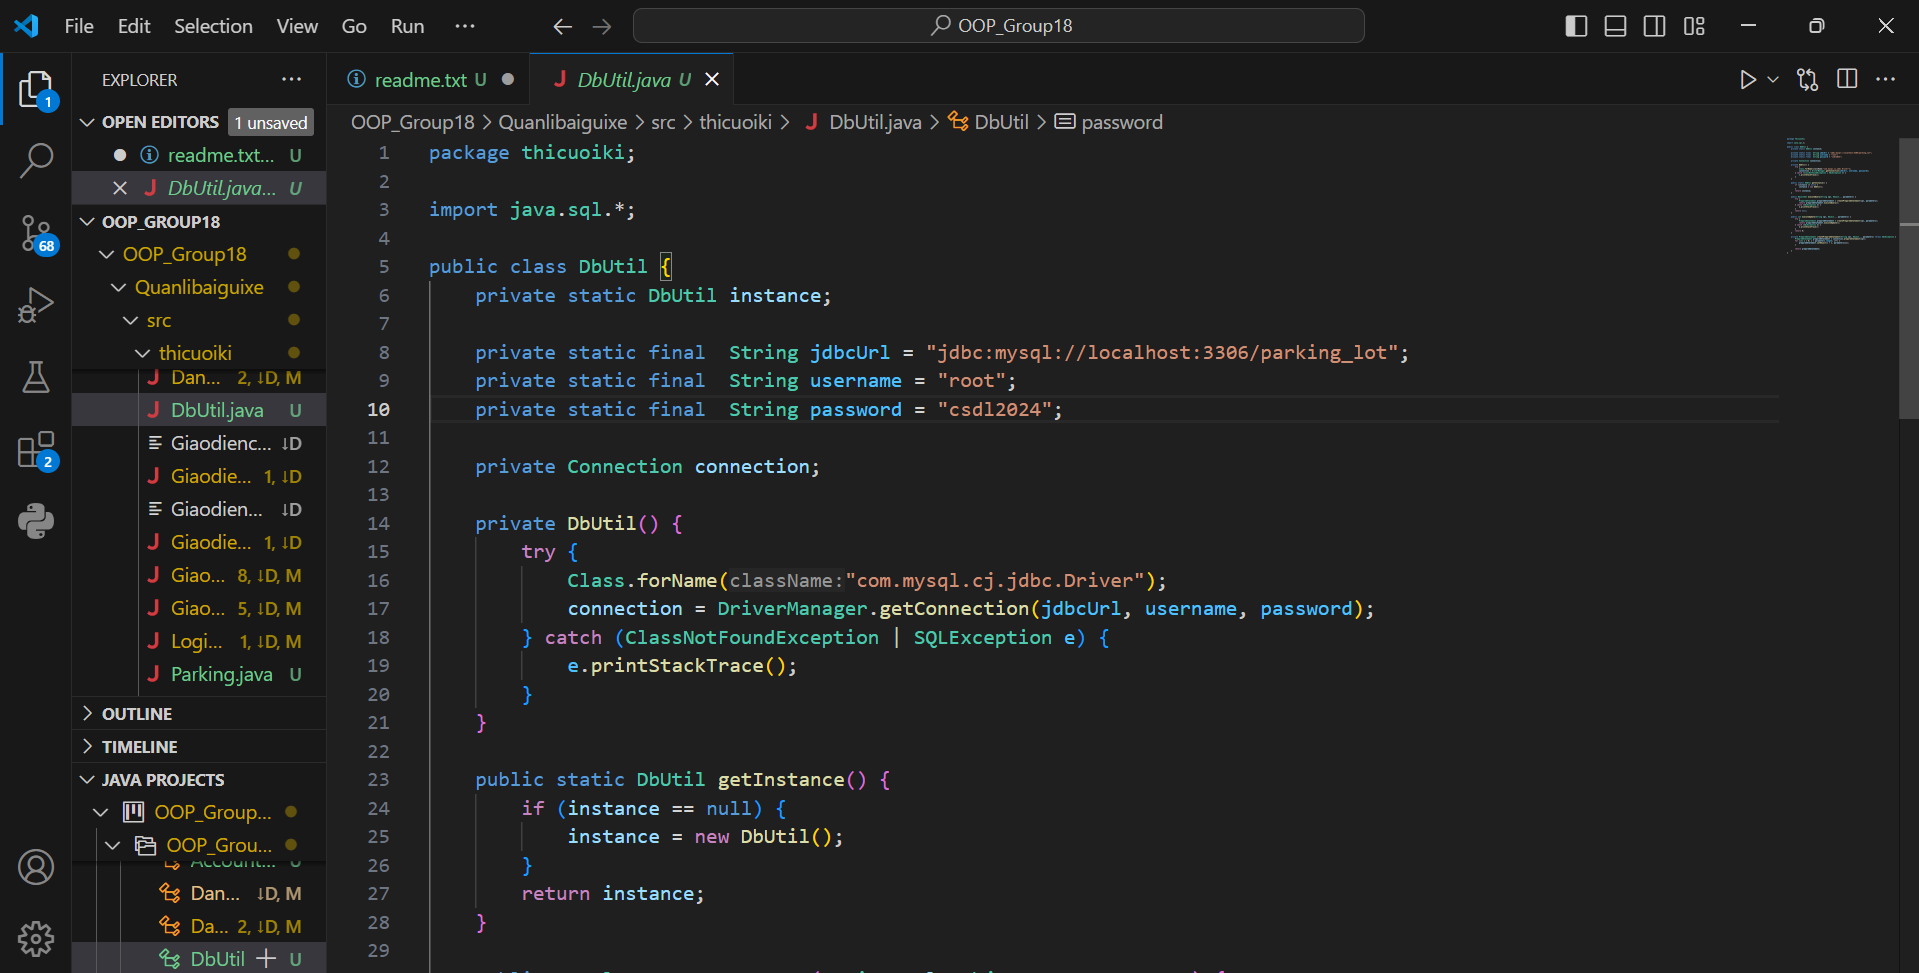 File Edit Selection View Go Run ··· OOP_Group18
EXPLORER ···
1
OPEN EDITORS 1 unsaved
readme.txt... U
DbUtil.java... U
OOP_GROUP18
OOP_Group18
Quanlibaiguixe
src
thicuoiki
Dan... 2, ↓D, M
DbUtil.java U
Giaodienc... ↓D
Giaodie... 1, ↓D
Giaodien... ↓D
Giaodie... 1, ↓D
Giao... 8, ↓D, M
Giao... 5, ↓D, M
Logi... 1, ↓D, M
Parking.java U
OUTLINE
TIMELINE
JAVA PROJECTS
OOP_Group...
OOP_Grou...
Account... U
Dan... ↓D, M
Da... 2, ↓D, M
DbUtil U
68
2
readme.txt U
DbUtil.java U
OOP_Group18 > Quanlibaiguixe > src > thicuoiki > J DbUtil.java > DbUtil > password
1 package thicuoiki;
2
3 import java.sql.*;
4
5 public class DbUtil {
6 private static DbUtil instance;
7
8 private static final  String jdbcUrl = "jdbc:mysql://localhost:3306/parking_lot";
9 private static final  String username = "root";
10 private static final  String password = "csdl2024";
11
12 private Connection connection;
13
14 private DbUtil() {
15 try {
16 Class.forName(className:"com.mysql.cj.jdbc.Driver");
17 connection = DriverManager.getConnection(jdbcUrl, username, password);
18 } catch (ClassNotFoundException | SQLException e) {
19 e.printStackTrace();
20 }
21 }
22
23 public static DbUtil getInstance() {
24 if (instance == null) {
25 instance = new DbUtil();
26 }
27 return instance;
28 }
29